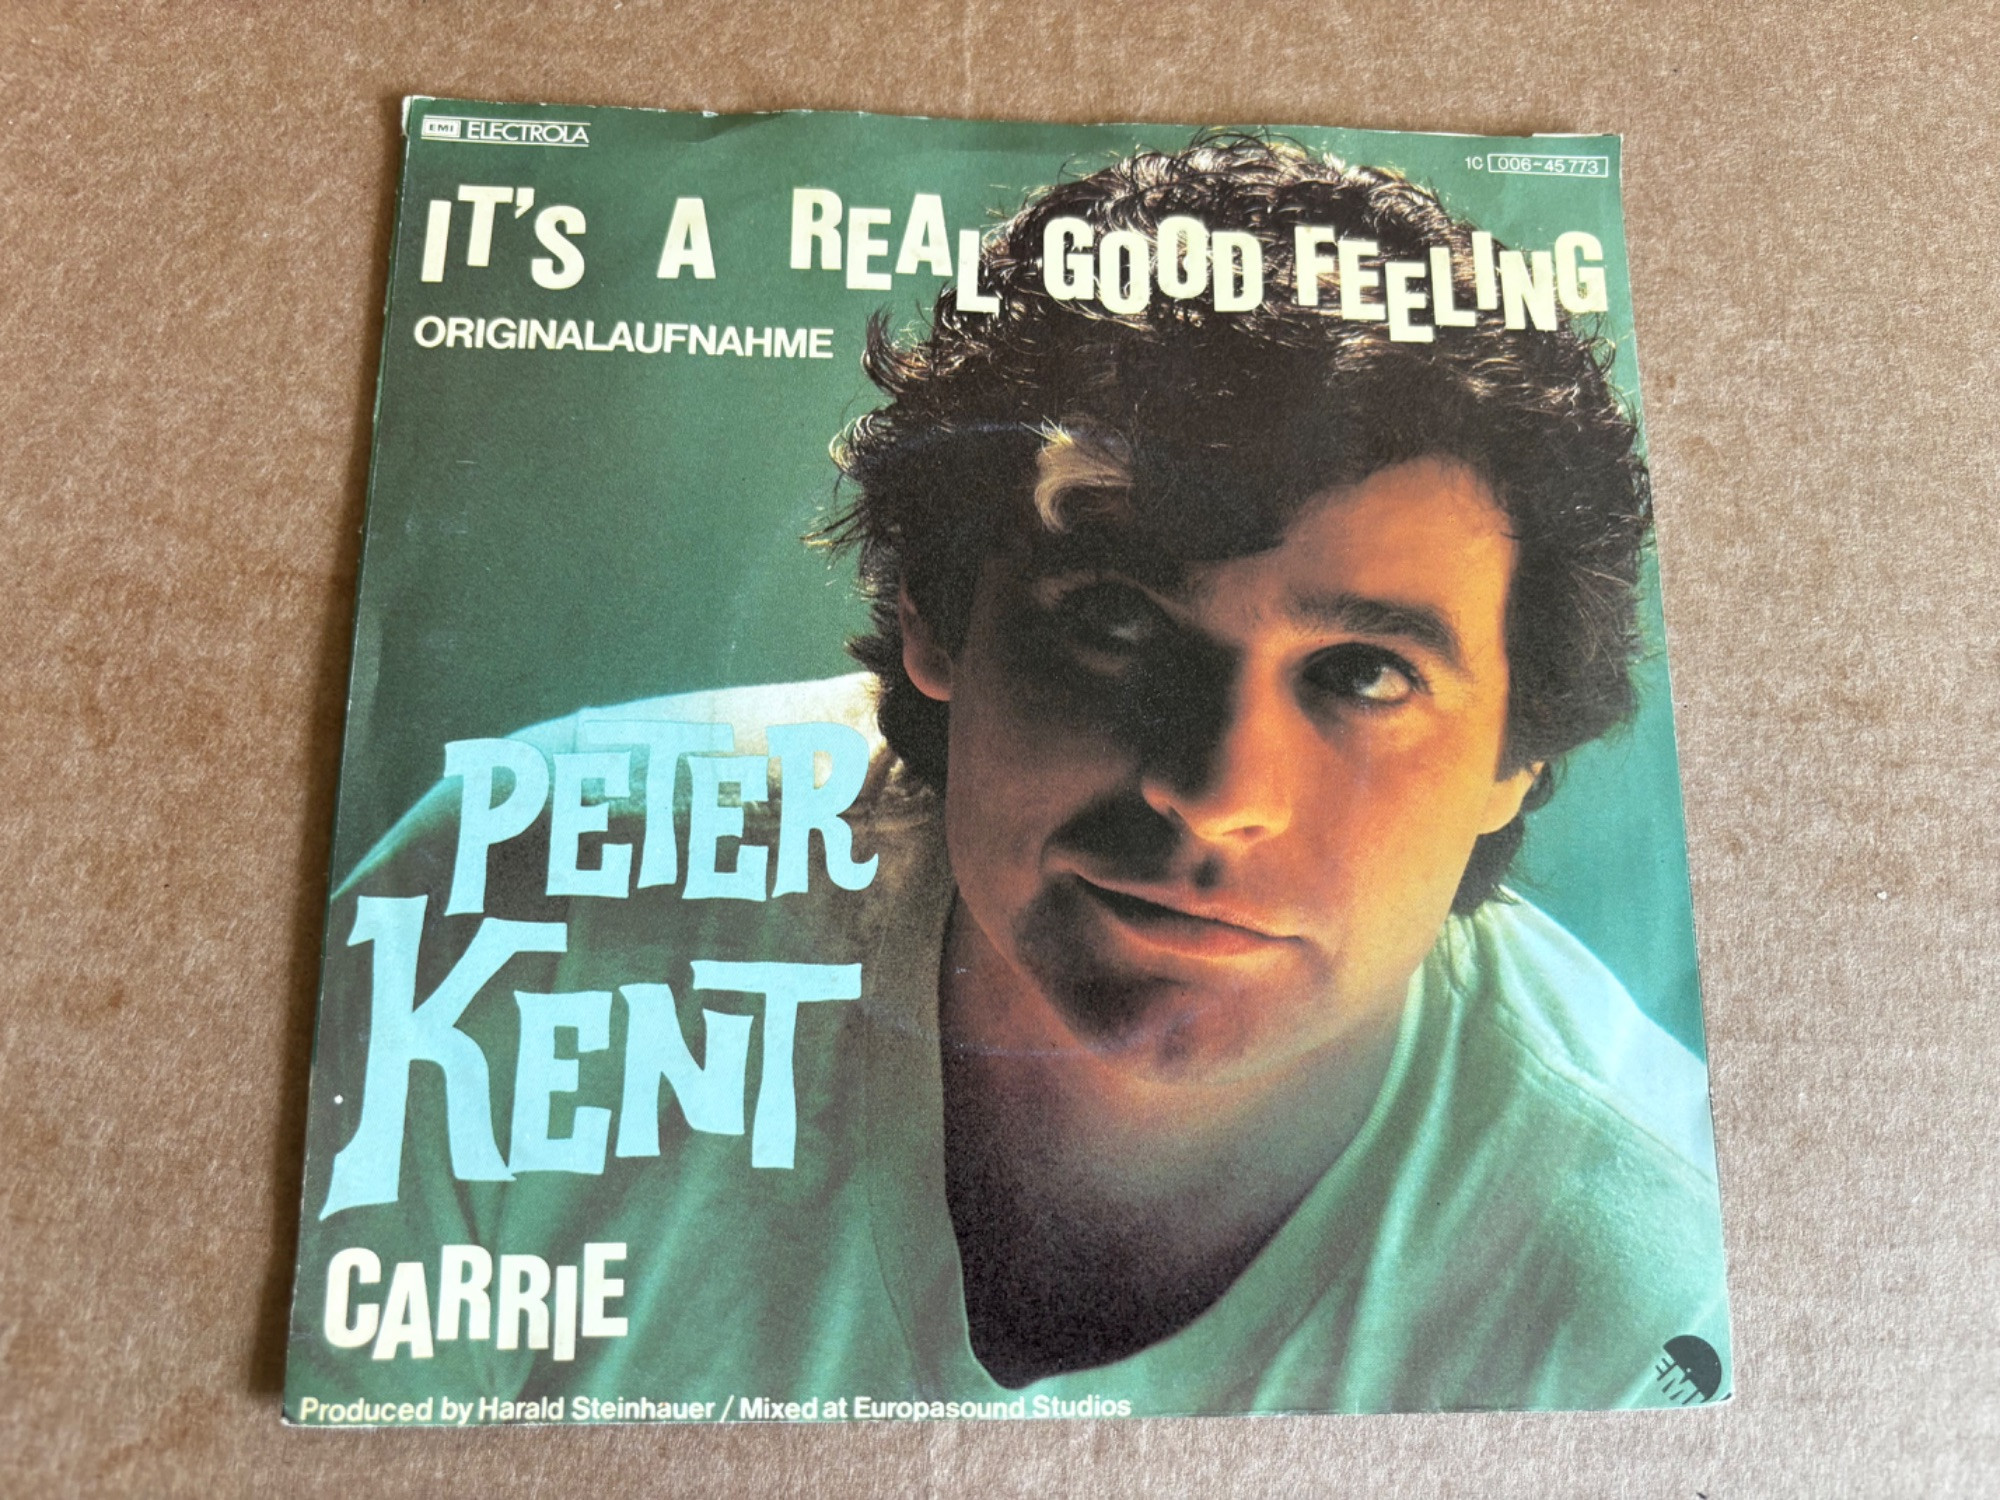 EMI ELECTROLA
1C 006-45 773
IT'S A REAL GOOD FEELING
ORIGINALAUFNAHME
PETER
KENT
CARRIE
Produced by Harald Steinhauer / Mixed at Europasound Studios
EMI